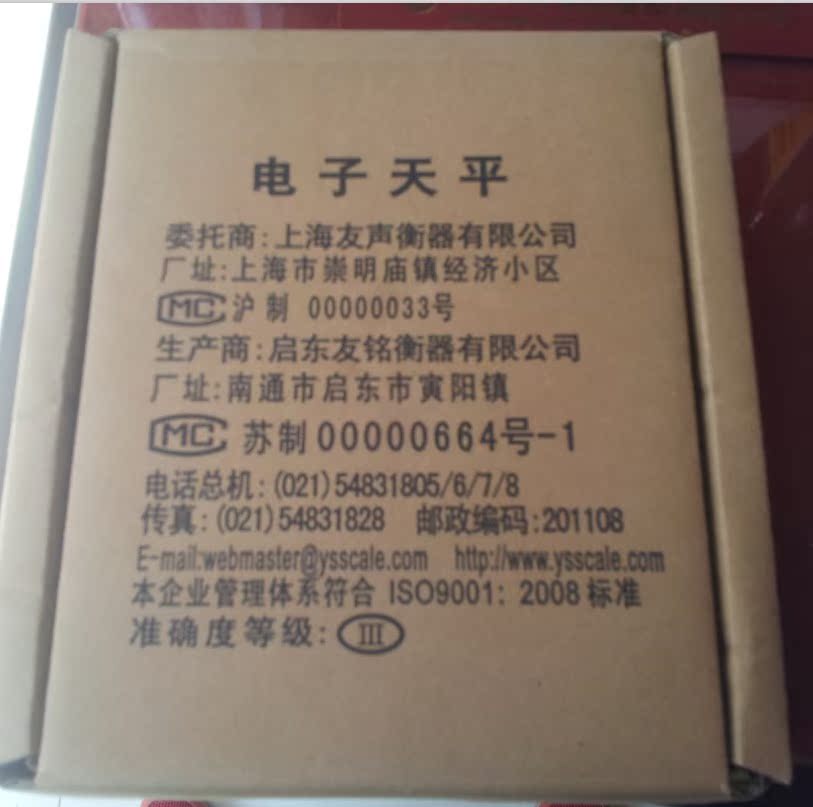 电子天平
委托商:上海友声衡器有限公司
厂址:上海市崇明庙镇经济小区
MC 沪制 00000033号
生产商:启东友铭衡器有限公司
厂址:南通市启东市寅阳镇
MC 苏制 00000664号-1
电话总机:(021)54831805/6/7/8
传真:(021)54831828 邮政编码:201108
E-mail:webmaster@ysscale.com http://www.ysscale.com
本企业管理体系符合 ISO9001: 2008 标准
准确度等级: III